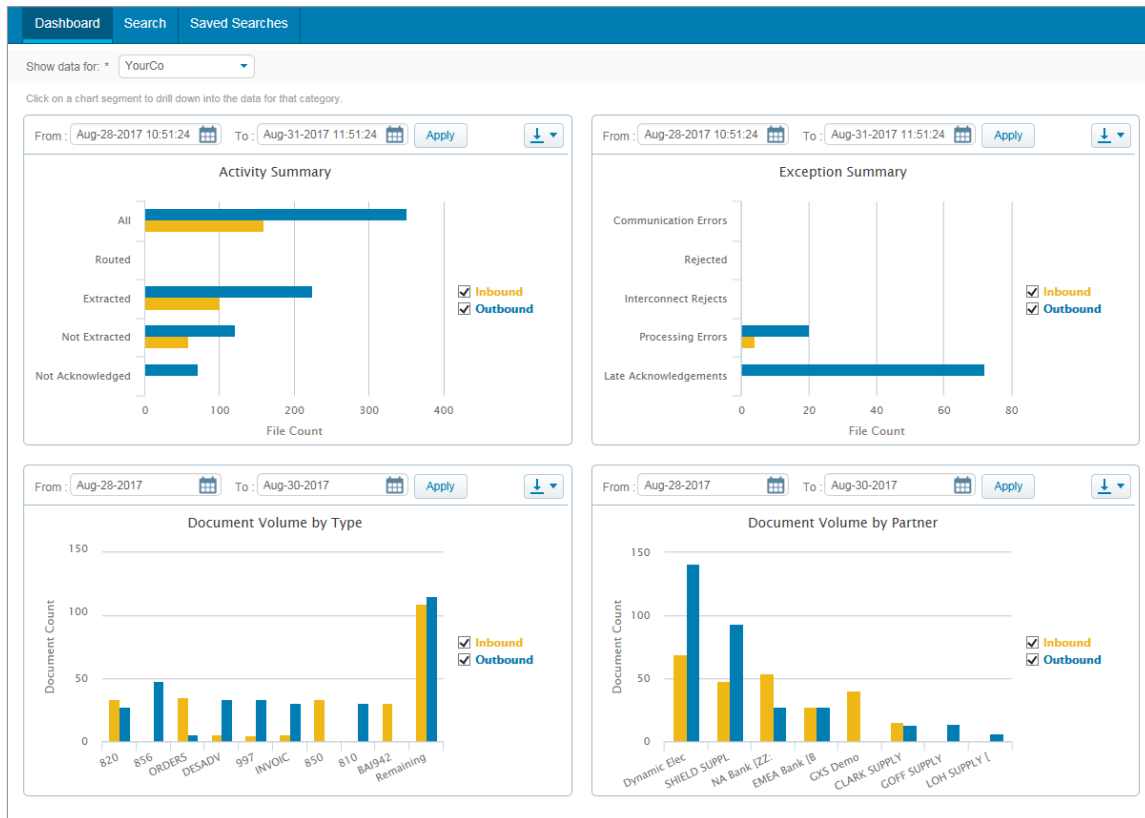 Dashboard Search Saved Searches
Show data for: * YourCo
Click on a chart segment to drill down into the data for that category.
From : Aug-28-2017 10:51:24 To : Aug-31-2017 11:51:24 Apply
Activity Summary
All
Routed
Extracted
Not Extracted
Not Acknowledged
0 100 200 300 400
File Count
Inbound
Outbound
From : Aug-28-2017 10:51:24 To : Aug-31-2017 11:51:24 Apply
Exception Summary
Communication Errors
Rejected
Interconnect Rejects
Processing Errors
Late Acknowledgements
0 20 40 60 80
File Count
Inbound
Outbound
From : Aug-28-2017 To : Aug-30-2017 Apply
Document Volume by Type
Document Count
150
100
50
0
820 856 ORDERS DESADV 997 INVOIC 850 810 BAI942 Remaining
Inbound
Outbound
From : Aug-28-2017 To : Aug-30-2017 Apply
Document Volume by Partner
Document Count
150
100
50
0
Dynamic Elec SHIELD SUPPL NA Bank [ZZ: EMEA Bank [B GXS Demo CLARK SUPPLY GOFF SUPPLY LOH SUPPLY [
Inbound
Outbound